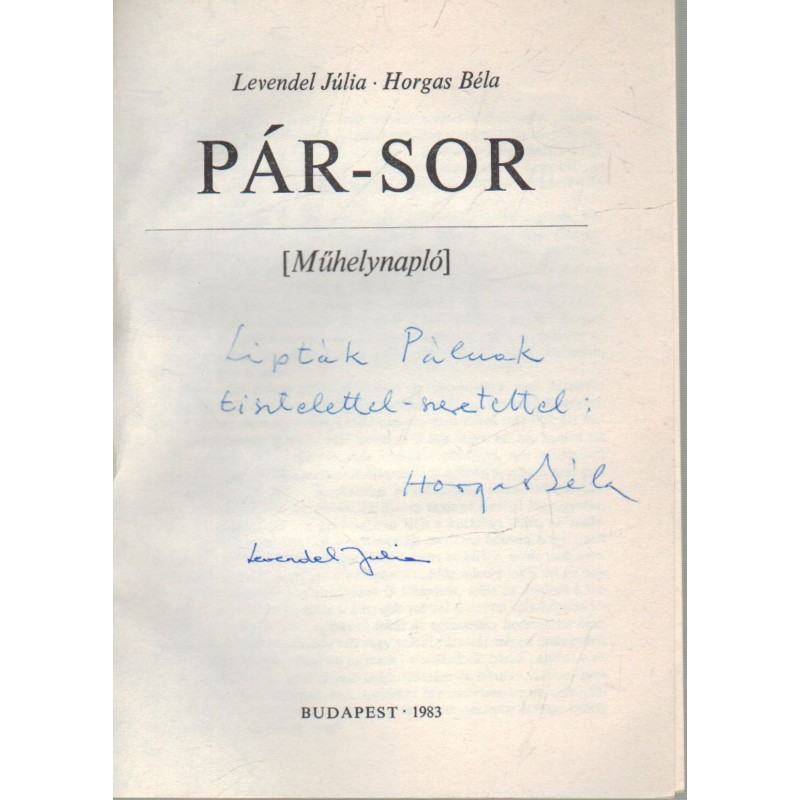 Levendel Júlia · Horgas Béla
PÁR-SOR
[Műhelynapló]
Lipták Pálnak
tisztelettel-szeretettel:
Horgas Béla
Levendel Júlia
BUDAPEST · 1983